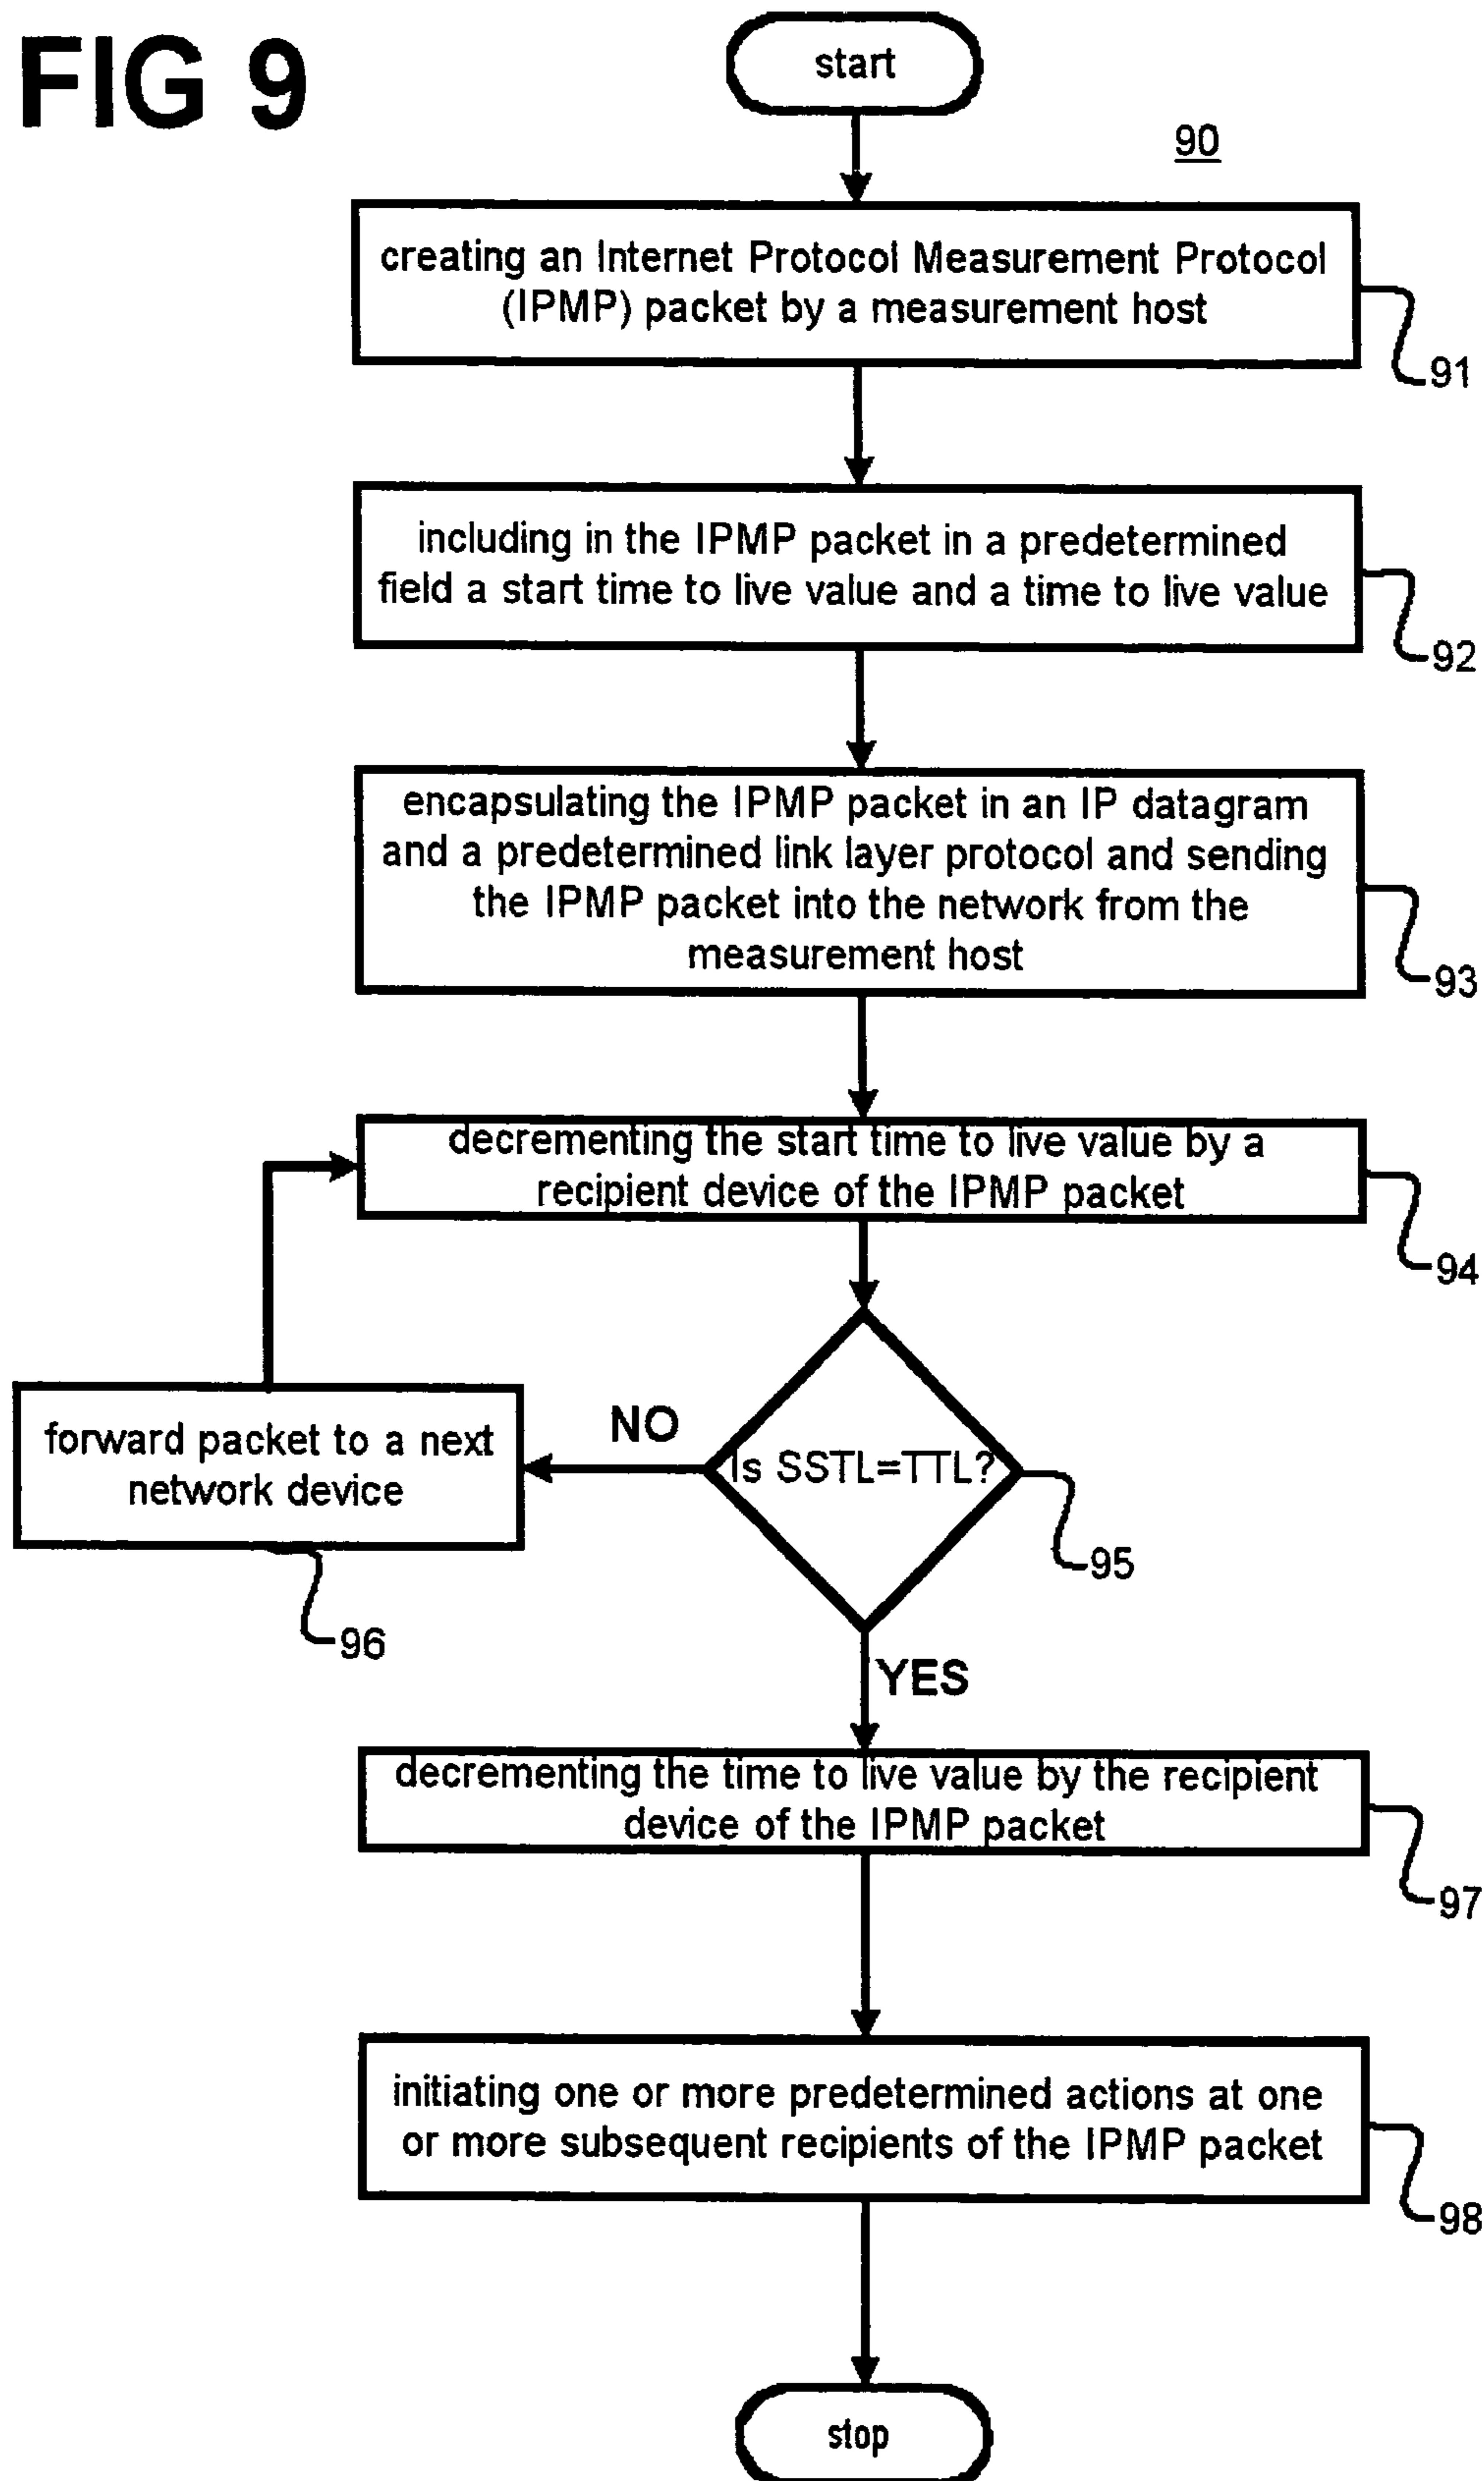 FIG 9
start
90
creating an Internet Protocol Measurement Protocol
(IPMP) packet by a measurement host
91
including in the IPMP packet in a predetermined
field a start time to live value and a time to live value
92
encapsulating the IPMP packet in an IP datagram
and a predetermined link layer protocol and sending
the IPMP packet into the network from the
measurement host
93
decrementing the start time to live value by a
recipient device of the IPMP packet
94
Is SSTL=TTL?
95
NO
forward packet to a next
network device
96
YES
decrementing the time to live value by the recipient
device of the IPMP packet
97
initiating one or more predetermined actions at one
or more subsequent recipients of the IPMP packet
98
stop